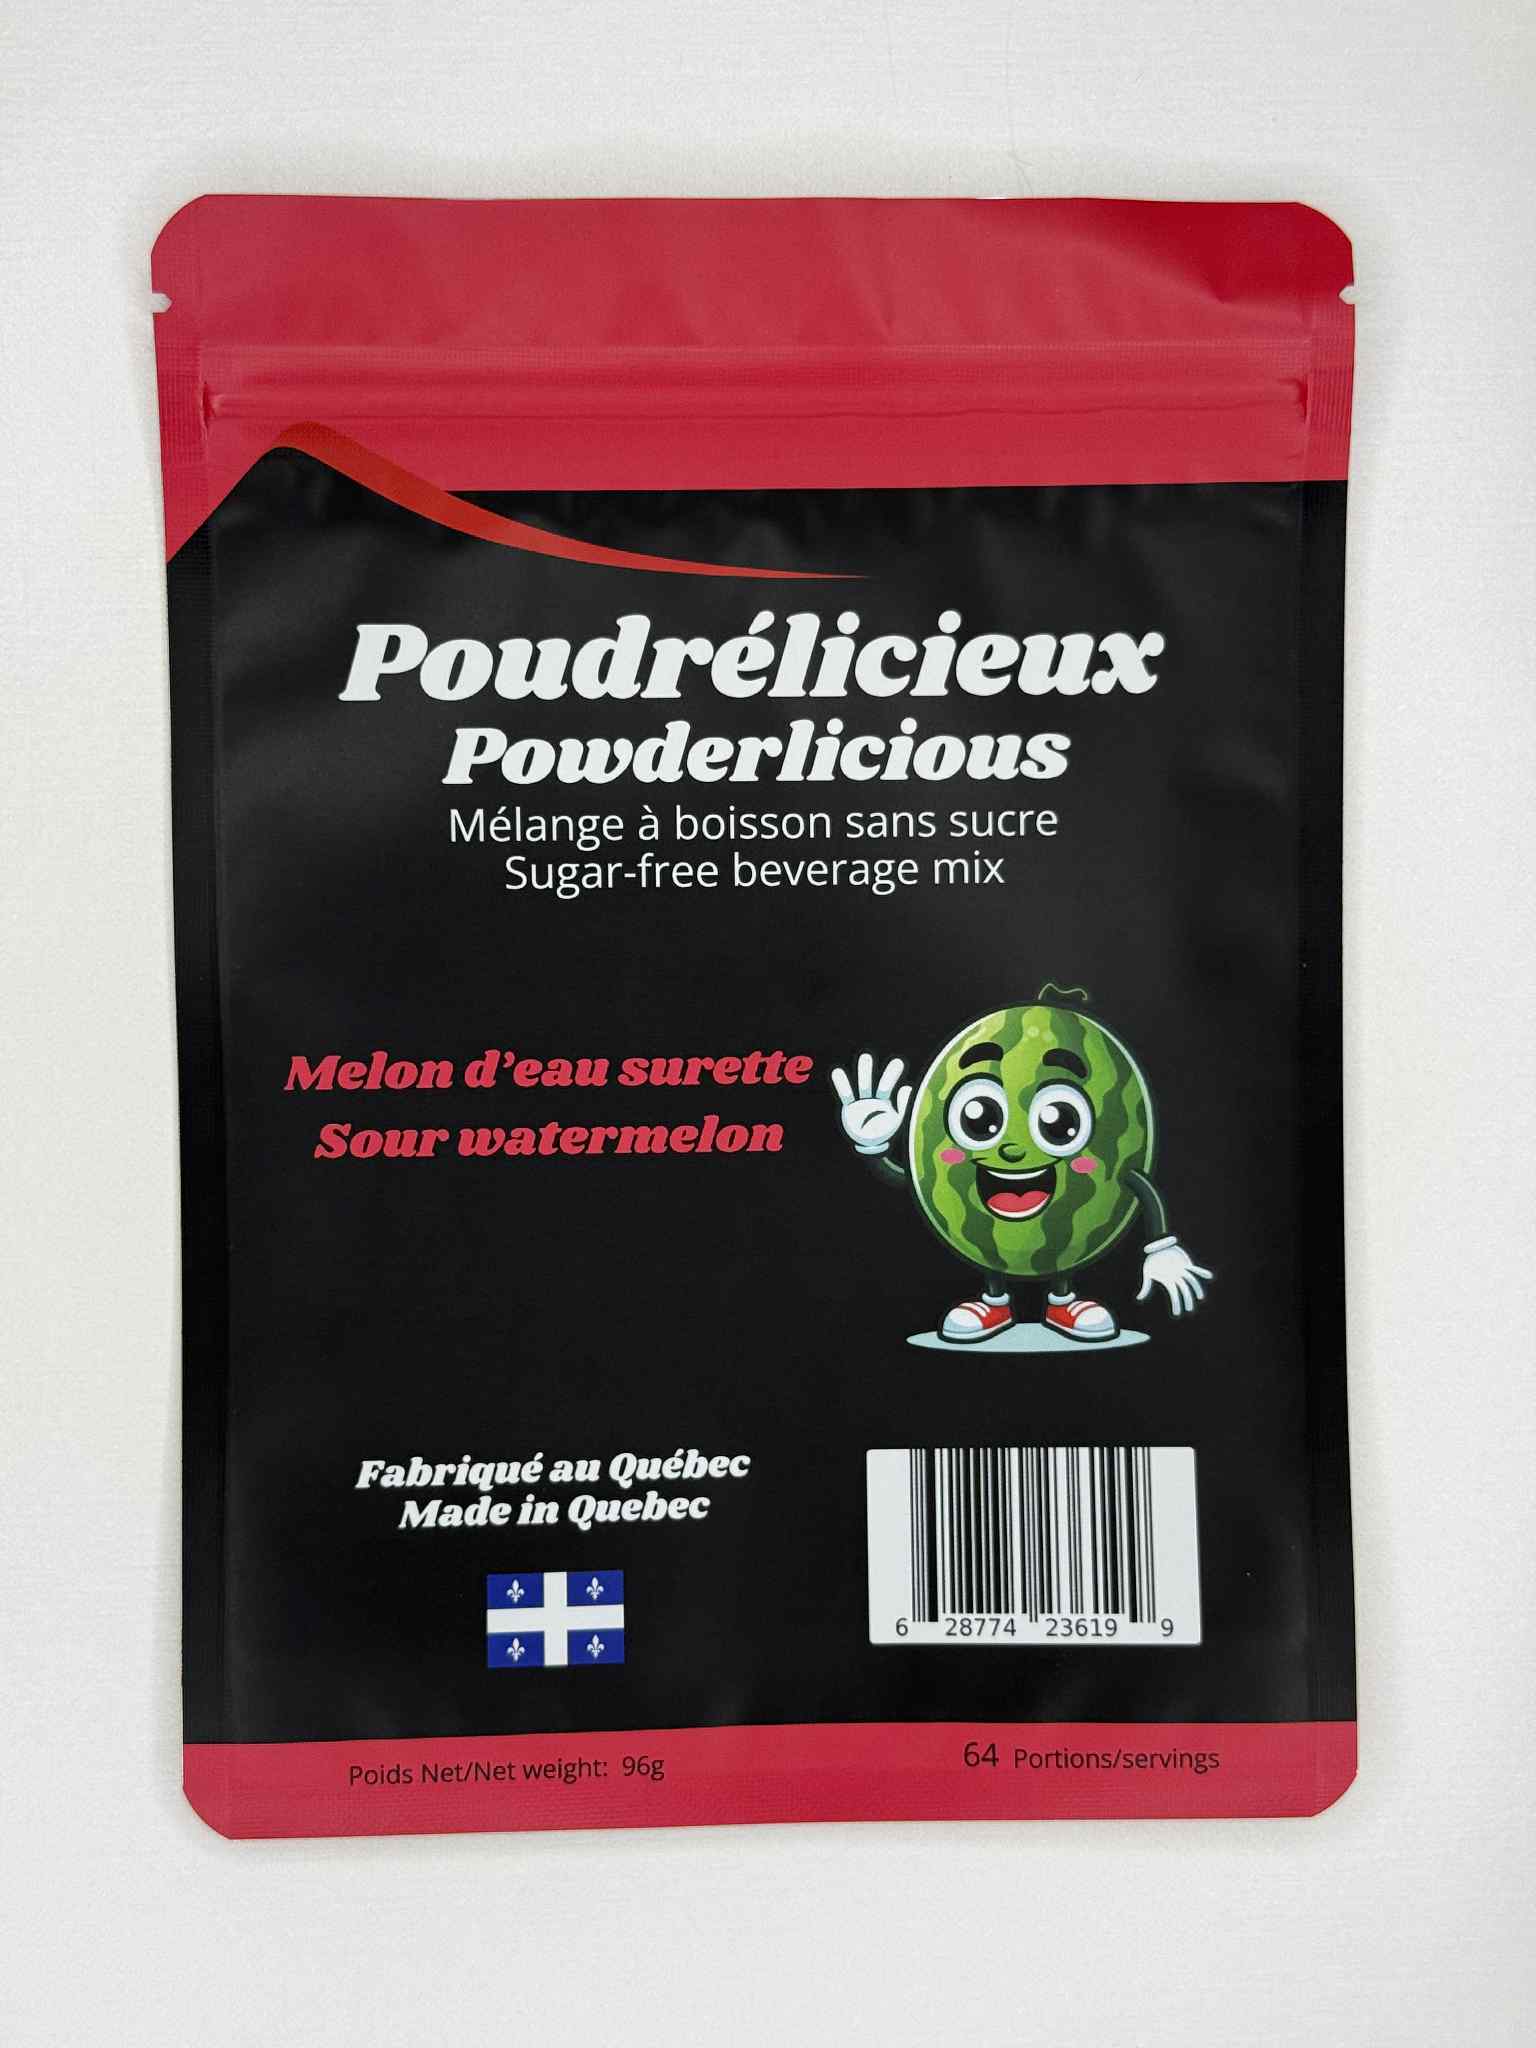 Poudrélicieux
Powderlicious
Mélange à boisson sans sucre
Sugar-free beverage mix
Melon d'eau surette
Sour watermelon
Fabriqué au Québec
Made in Quebec
6 28774 23619 9
Poids Net/Net weight: 96g
64 Portions/servings